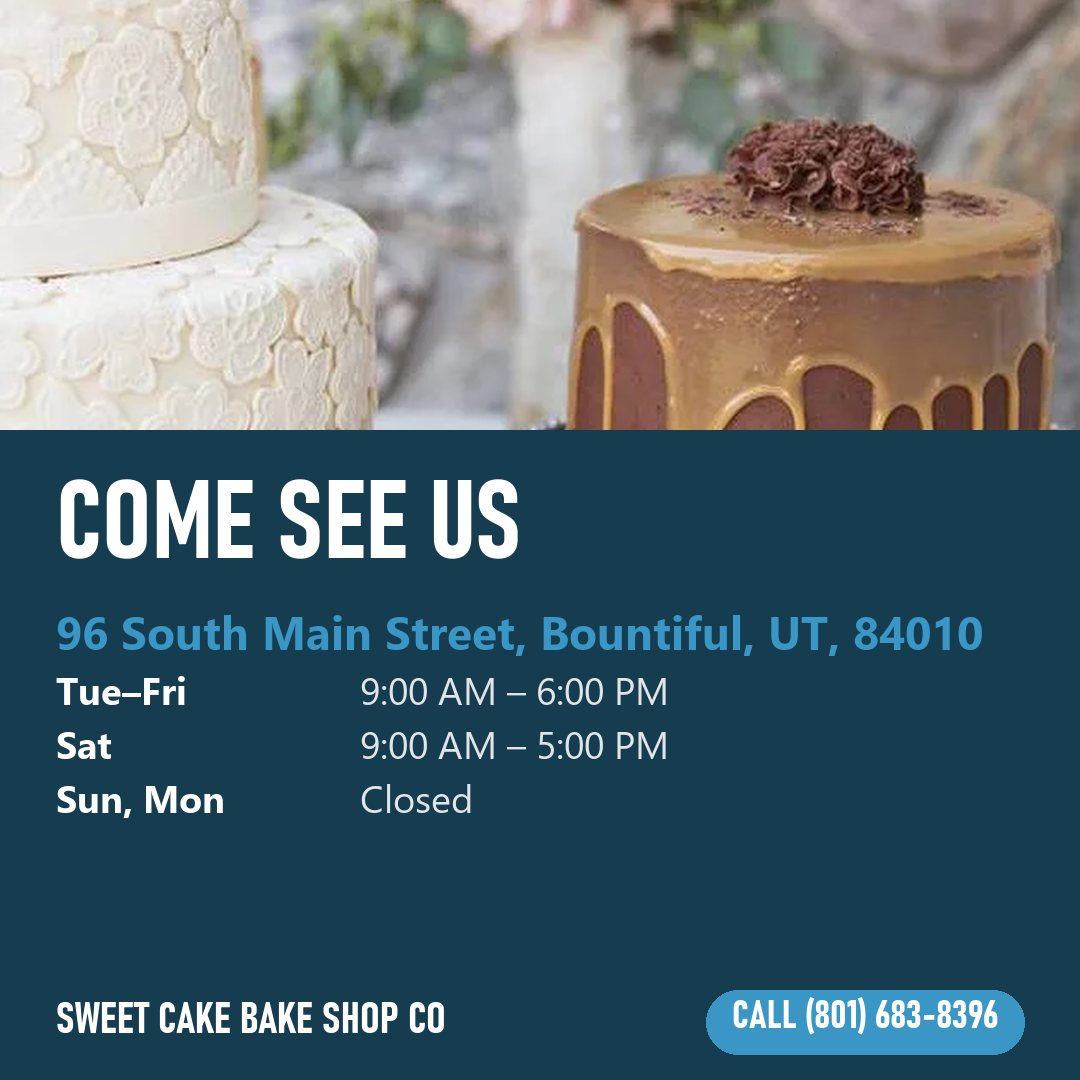 COME SEE US
96 South Main Street, Bountiful, UT, 84010
Tue–Fri 9:00 AM – 6:00 PM
Sat 9:00 AM – 5:00 PM
Sun, Mon Closed
SWEET CAKE BAKE SHOP CO
CALL (801) 683-8396